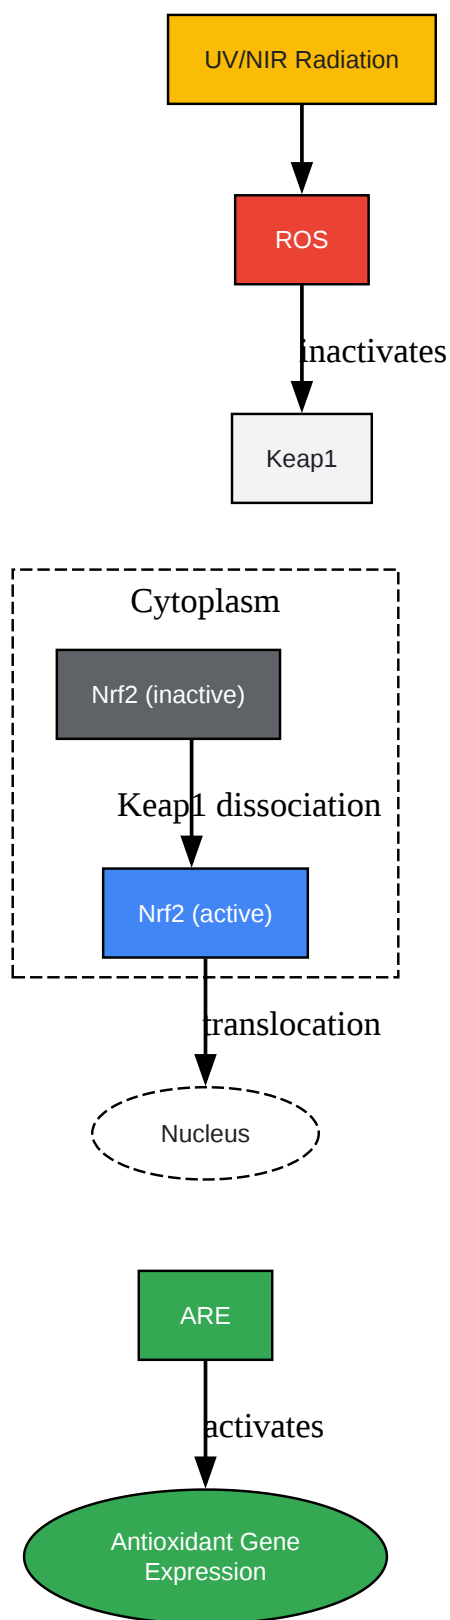 UV/NIR Radiation
ROS
inactivates
Keap1
Cytoplasm
Nrf2 (inactive)
Keap1 dissociation
Nrf2 (active)
translocation
Nucleus
ARE
activates
Antioxidant Gene
Expression